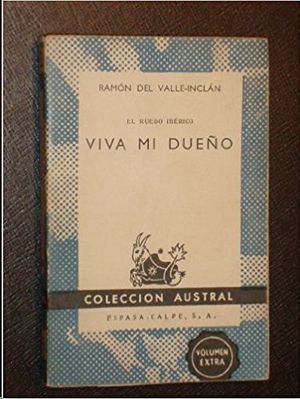 RAMÓN DEL VALLE-INCLÁN
EL RUEDO IBÉRICO
VIVA MI DUEÑO
COLECCION AUSTRAL
ESPASA-CALPE, S. A.
VOLUMEN
EXTRA